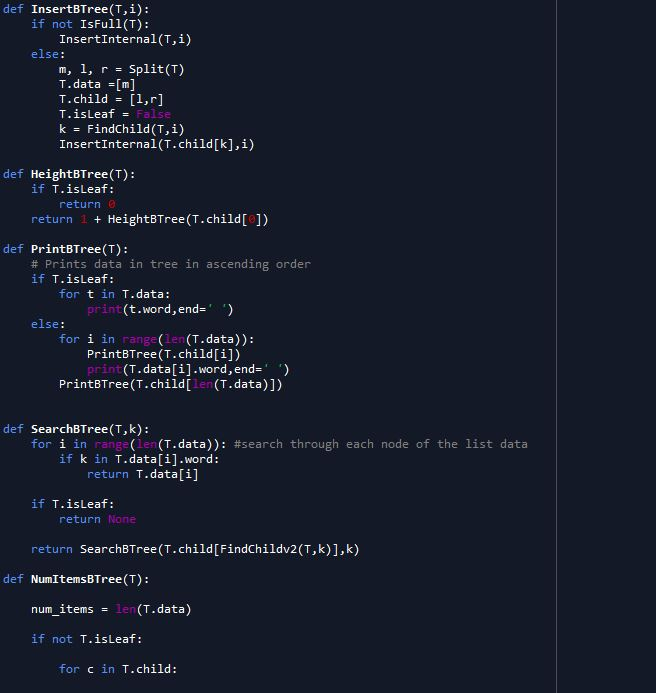 def InsertBTree(T,i):
    if not IsFull(T):
        InsertInternal(T,i)
    else:
        m, l, r = Split(T)
        T.data =[m]
        T.child = [l,r]
        T.isLeaf = False
        k = FindChild(T,i)
        InsertInternal(T.child[k],i)

def HeightBTree(T):
    if T.isLeaf:
        return 0
    return 1 + HeightBTree(T.child[0])

def PrintBTree(T):
    # Prints data in tree in ascending order
    if T.isLeaf:
        for t in T.data:
            print(t.word,end=' ')
    else:
        for i in range(len(T.data)):
            PrintBTree(T.child[i])
            print(T.data[i].word,end=' ')
        PrintBTree(T.child[len(T.data)])


def SearchBTree(T,k):
    for i in range(len(T.data)): #search through each node of the list data
        if k in T.data[i].word:
            return T.data[i]

    if T.isLeaf:
        return None

    return SearchBTree(T.child[FindChildv2(T,k)],k)

def NumItemsBTree(T):

    num_items = len(T.data)

    if not T.isLeaf:

        for c in T.child: